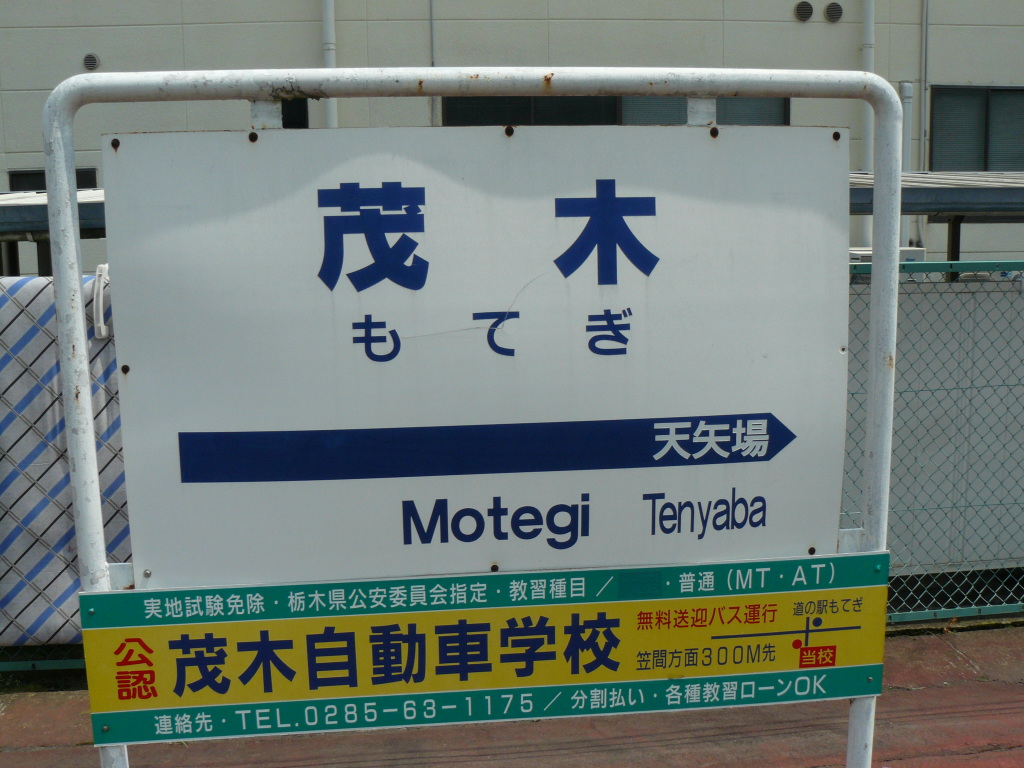 茂木
もてぎ
天矢場
Motegi Tenyaba
実地試験免除・栃木県公安委員会指定・教習種目／ ・普通（MT・AT）
公認
茂木自動車学校
無料送迎バス運行
笠間方面300M先
道の駅もてぎ
当校
連絡先・TEL.0285-63-1175／分割払い・各種教習ローンOK